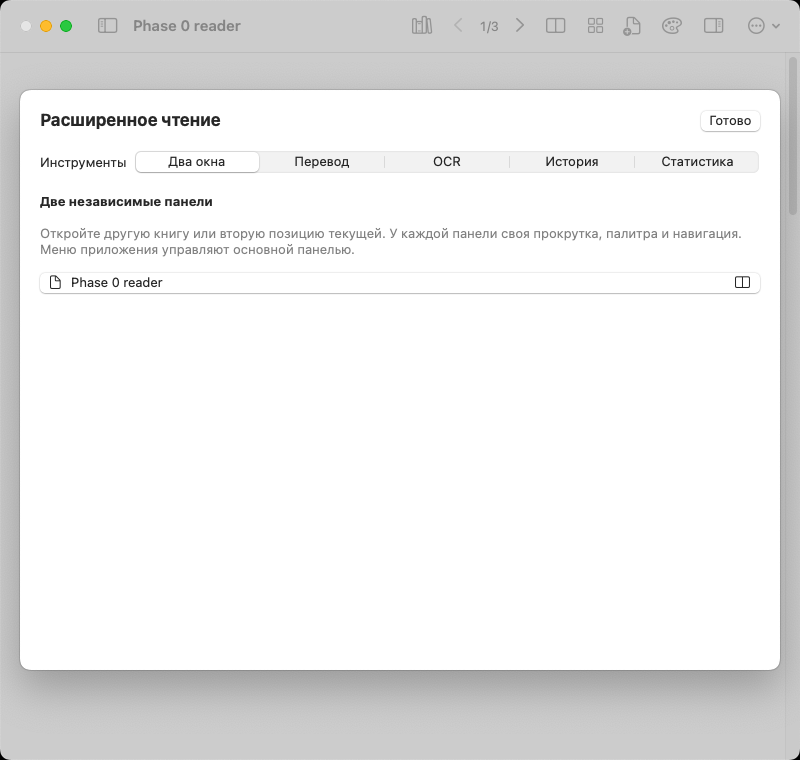 Phase 0 reader
1/3
Расширенное чтение
Готово
Инструменты
Два окна
Перевод
OCR
История
Статистика
Две независимые панели
Откройте другую книгу или вторую позицию текущей. У каждой панели своя прокрутка, палитра и навигация.
Меню приложения управляют основной панелью.
Phase 0 reader